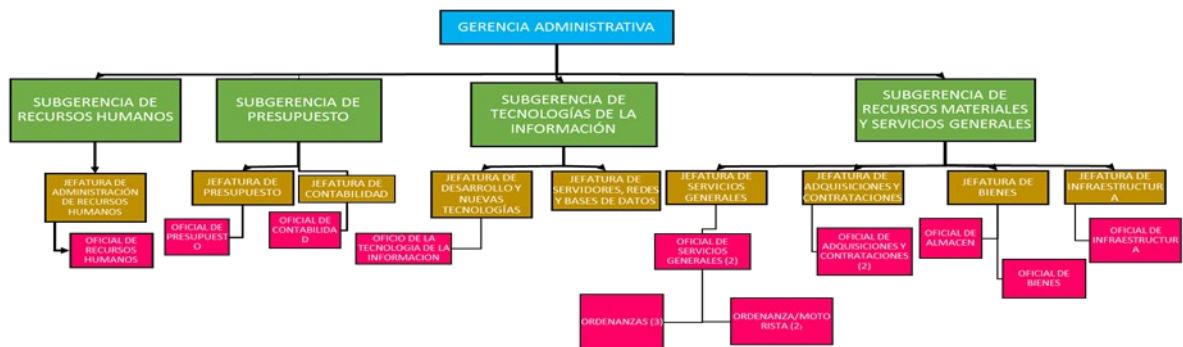 GERENCIA ADMINISTRATIVA
SUBGERENCIA DE
RECURSOS HUMANOS
SUBGERENCIA DE
PRESUPUESTO
SUBGERENCIA DE
TECNOLOGÍAS DE LA
INFORMACIÓN
SUBGERENCIA DE
RECURSOS MATERIALES
Y SERVICIOS GENERALES
JEFATURA DE
ADMINISTRACIÓN
DE RECURSOS
HUMANOS
JEFATURA DE
PRESUPUESTO
JEFATURA DE
CONTABILIDAD
JEFATURA DE
DESARROLLO Y
NUEVAS
TECNOLOGÍAS
JEFATURA DE
SERVIDORES, REDES
Y BASES DE DATOS
JEFATURA DE
SERVICIOS
GENERALES
JEFATURA DE
ADQUISICIONES Y
CONTRATACIONES
JEFATURA DE
BIENES
JEFATURA DE
INFRAESTRUCTUR
A
OFICIAL DE
RECURSOS
HUMANOS
OFICIAL DE
PRESUPUEST
O
OFICIAL DE
CONTABILID
AD
OFICIO DE LA
TECNOLOGIA DE LA
INFORMACION
OFICIAL DE
SERVICIOS
GENERALES (2)
OFICIAL DE
ADQUISICIONES Y
CONTRATACIONES
(2)
OFICIAL DE
ALMACEN
OFICIAL DE
BIENES
OFICIAL DE
INFRAESTRUCTUR
A
ORDENANZAS (3)
ORDENANZA/MOTO
RISTA (2)